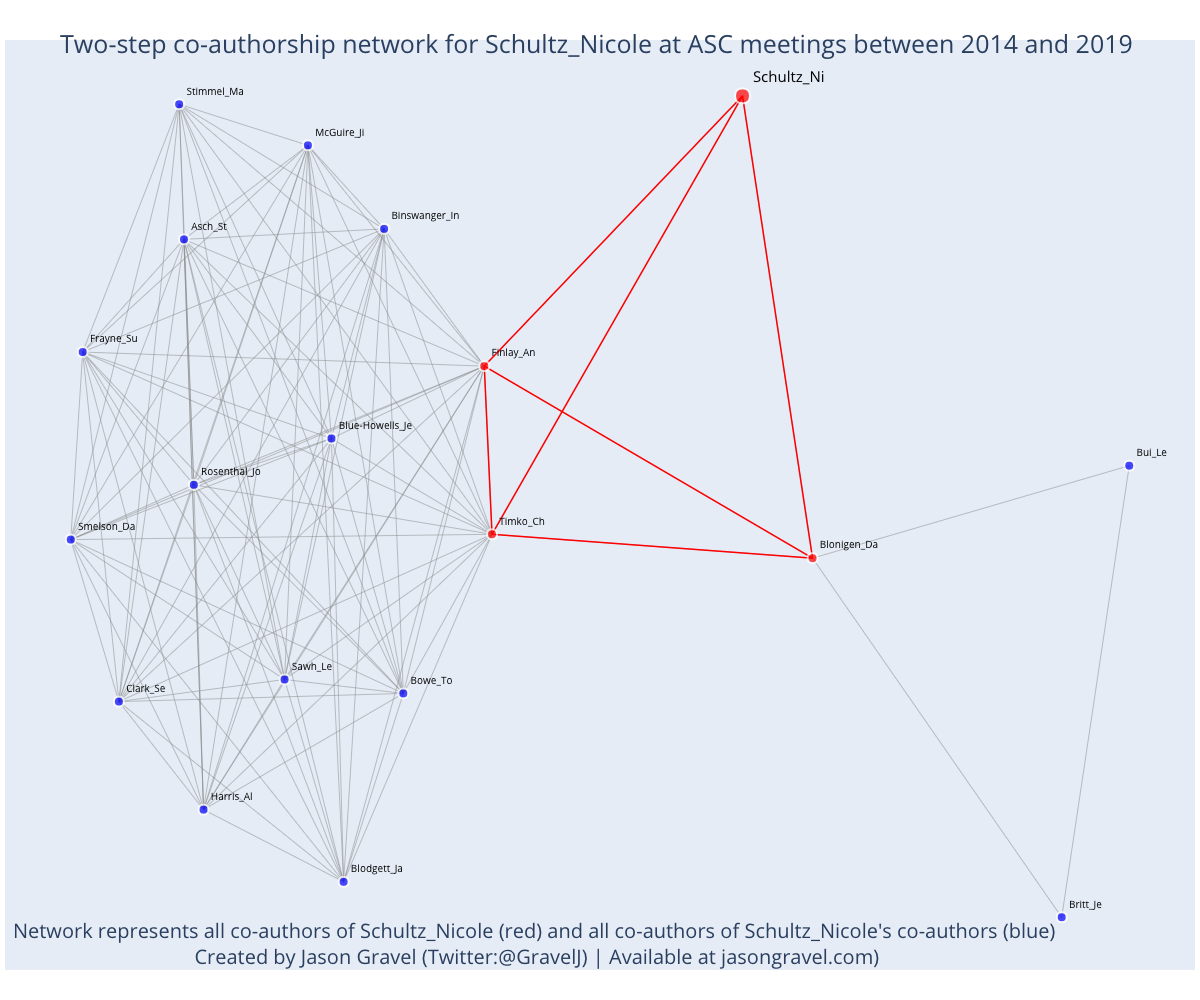 Two-step co-authorship network for Schultz_Nicole at ASC meetings between 2014 and 2019
Schultz_Ni
Stimmel_Ma
McGuire_Ji
Binswanger_In
Asch_St
Frayne_Su
Finlay_An
Blue-Howells_Je
Bui_Le
Rosenthal_Jo
Timko_Ch
Smelson_Da
Blonigen_Da
Sawh_Le
Bowe_To
Clark_Se
Harris_Al
Blodgett_Ja
Britt_Je
Network represents all co-authors of Schultz_Nicole (red) and all co-authors of Schultz_Nicole's co-authors (blue)
Created by Jason Gravel (Twitter:@GravelJ) | Available at jasongravel.com)